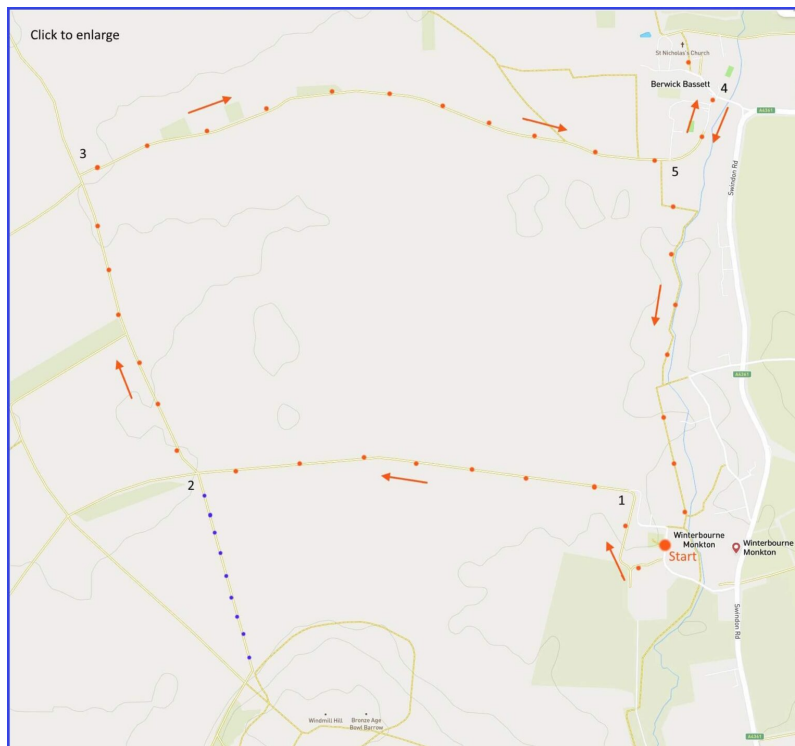 Click to enlarge
St Nicholas's Church
Berwick Bassett
4
A4361
3
5
Swindon Rd
A4361
2
1
Winterbourne
Monkton
Start
Winterbourne
Monkton
Swindon Rd
Windmill Hill
Bronze Age
Bowl Barrow
A4361